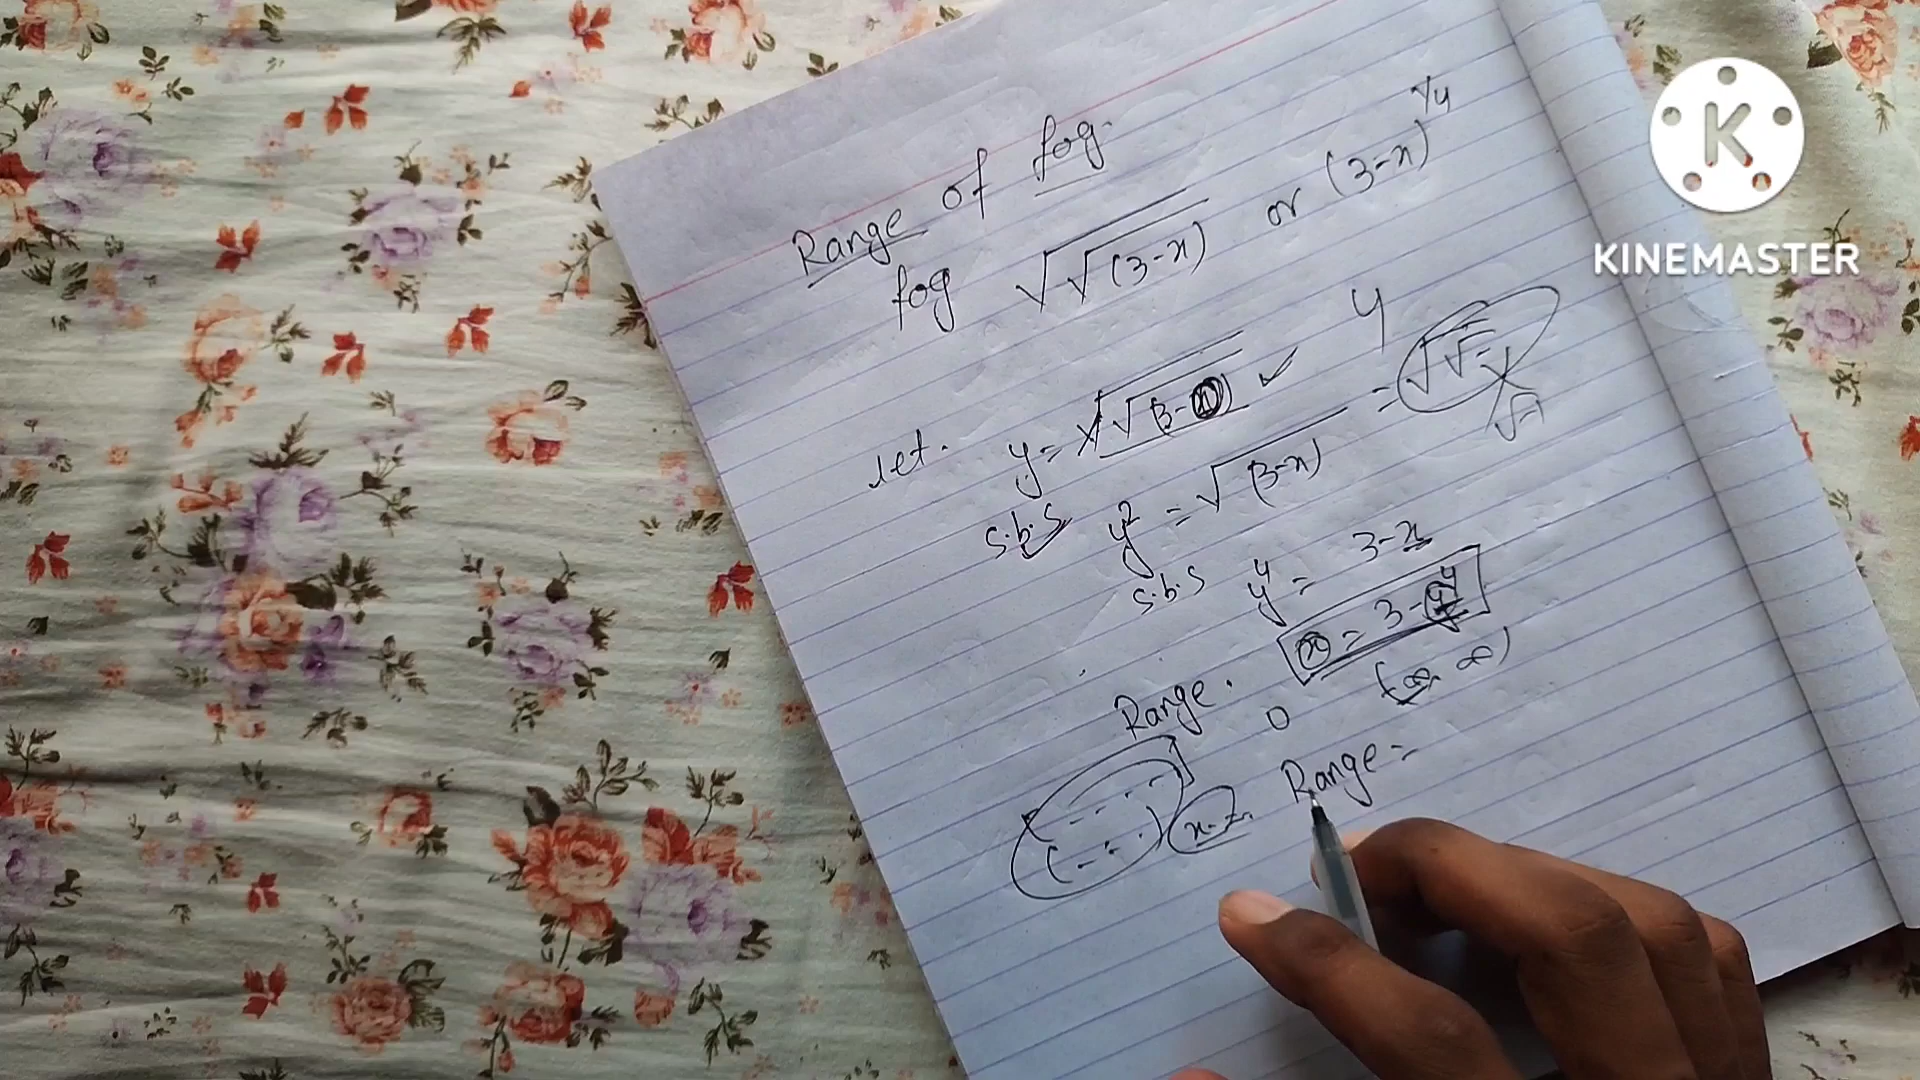 Range of fog.
fog √√(3-x) or (3-x)^1/4
let. y = √√(3-x) ✓ y
s.b.s y² = √(3-x) = √√-
s.b.s y⁴ = 3-x
x = 3-y⁴
Range. 0 (-∞, ∞)
Range =
K
KINEMASTER